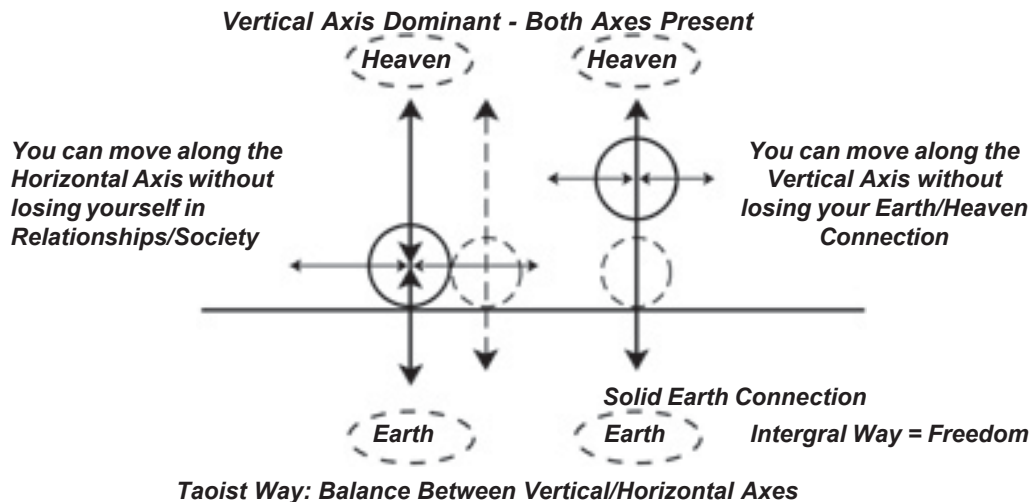 Vertical Axis Dominant - Both Axes Present
Heaven
Heaven
You can move along the
Horizontal Axis without
losing yourself in
Relationships/Society
You can move along the
Vertical Axis without
losing your Earth/Heaven
Connection
Solid Earth Connection
Earth
Earth
Intergral Way = Freedom
Taoist Way: Balance Between Vertical/Horizontal Axes